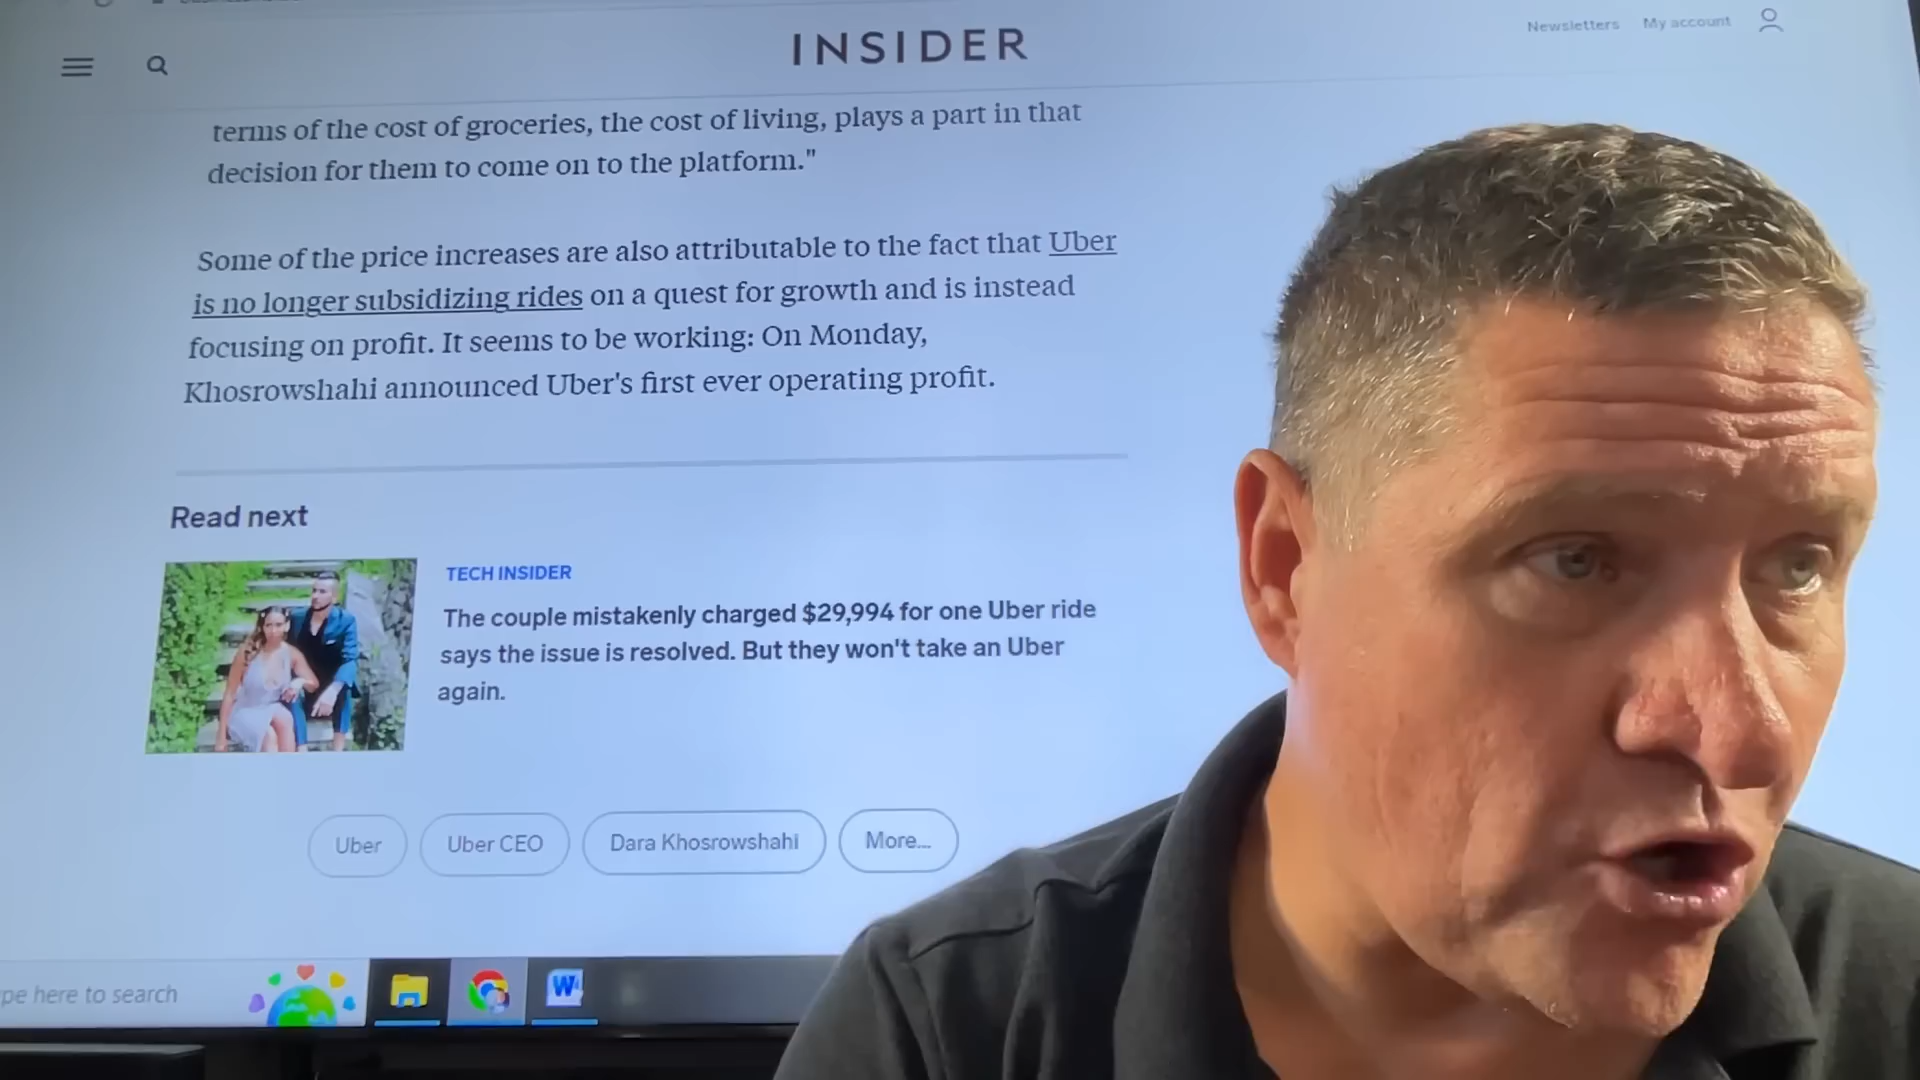 INSIDER
Newsletters My account
terms of the cost of groceries, the cost of living, plays a part in that
decision for them to come on to the platform."
Some of the price increases are also attributable to the fact that Uber
is no longer subsidizing rides on a quest for growth and is instead
focusing on profit. It seems to be working: On Monday,
Khosrowshahi announced Uber's first ever operating profit.
Read next
TECH INSIDER
The couple mistakenly charged $29,994 for one Uber ride
says the issue is resolved. But they won't take an Uber
again.
Uber Uber CEO Dara Khosrowshahi More...
pe here to search
W